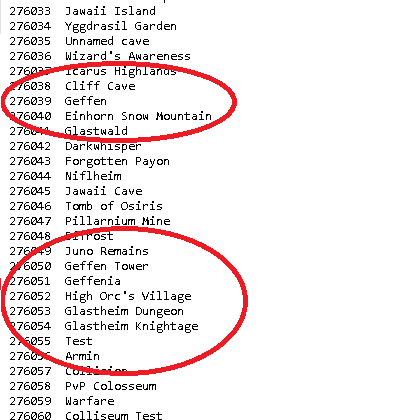 276033 Jawaii Island
276034 Yggdrasil Garden
276035 Unnamed cave
276036 Wizard's Awareness
276037 Icarus Highlands
276038 Cliff Cave
276039 Geffen
276040 Einhorn Snow Mountain
276041 Glastwald
276042 Darkwhisper
276043 Forgotten Payon
276044 Niflheim
276045 Jawaii Cave
276046 Tomb of Osiris
276047 Pillarnium Mine
276048 Bifrost
276049 Juno Remains
276050 Geffen Tower
276051 Geffenia
276052 High Orc's Village
276053 Glastheim Dungeon
276054 Glastheim Knightage
276055 Test
276056 Armin
276057 Collision
276058 PvP Colosseum
276059 Warfare
276060 Colliseum Test